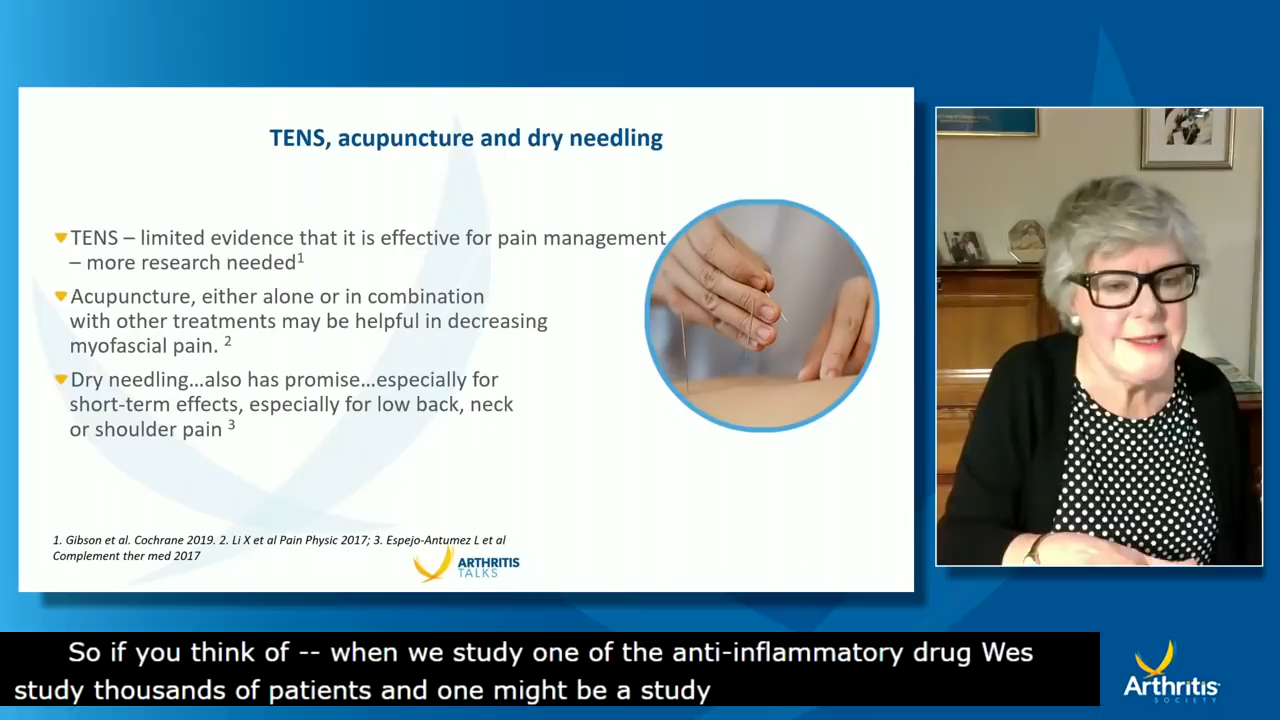 TENS, acupuncture and dry needling
TENS – limited evidence that it is effective for pain management
– more research needed1
Acupuncture, either alone or in combination
with other treatments may be helpful in decreasing
myofascial pain. 2
Dry needling…also has promise…especially for
short-term effects, especially for low back, neck
or shoulder pain 3
1. Gibson et al. Cochrane 2019. 2. Li X et al Pain Physic 2017; 3. Espejo-Antumez L et al
Complement ther med 2017
ARTHRITIS
TALKS
So if you think of -- when we study one of the anti-inflammatory drug Wes
study thousands of patients and one might be a study
Arthritis
SOCIETY